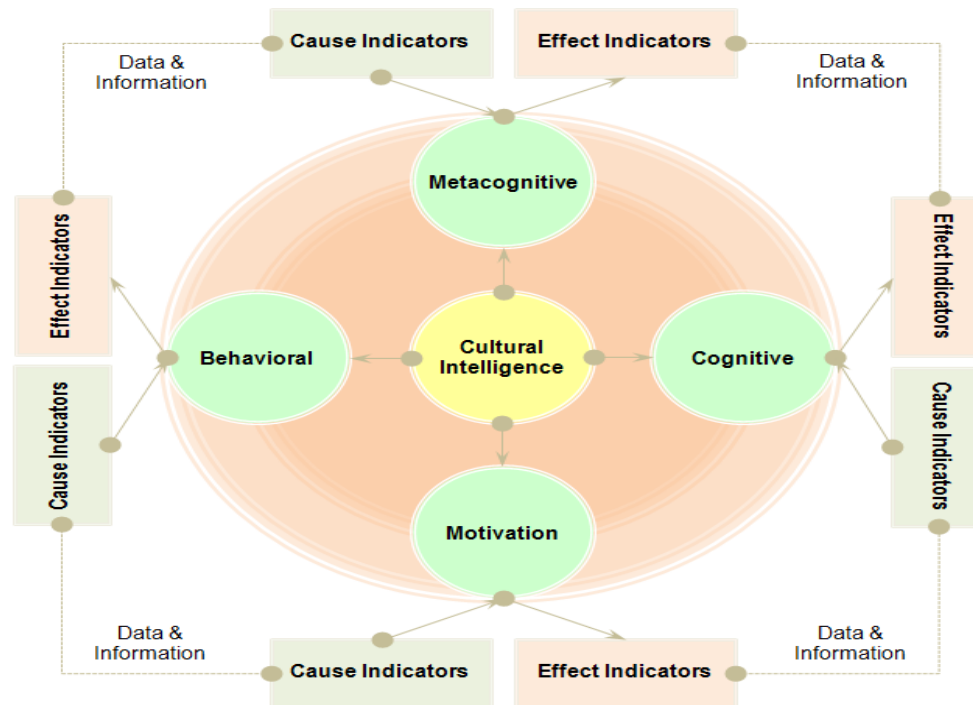 Cause Indicators
Effect Indicators
Data &
Information
Data &
Information
Metacognitive
Effect Indicators
Effect Indicators
Behavioral
Cultural
Intelligence
Cognitive
Cause Indicators
Cause Indicators
Motivation
Data &
Information
Data &
Information
Cause Indicators
Effect Indicators